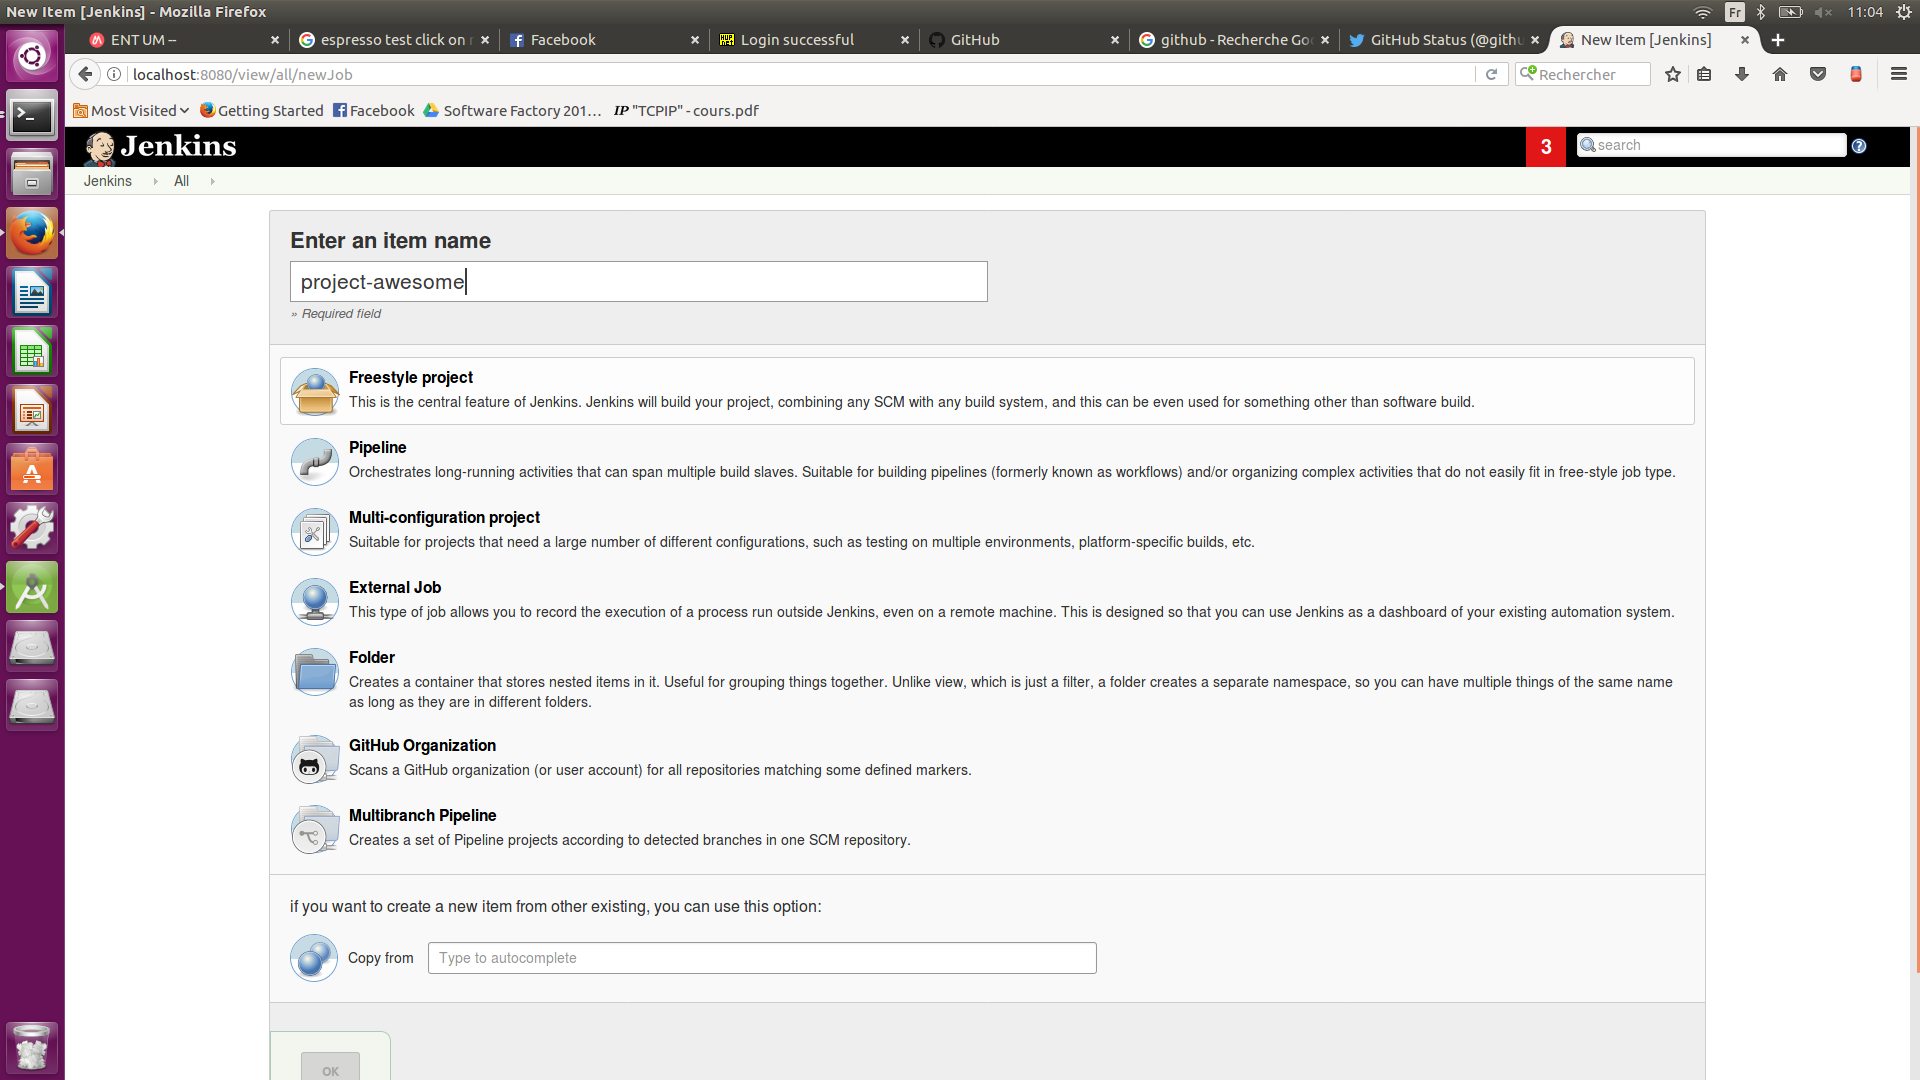 New Item [Jenkins] - Mozilla Firefox
Fr
11:04
ENT UM --
espresso test click on
Facebook
Login successful
GitHub
github - Recherche Go
GitHub Status (@githu
New Item [Jenkins]
localhost:8080/view/all/newJob
Rechercher
Most Visited
Getting Started
Facebook
Software Factory 201...
IP "TCPIP" - cours.pdf
Jenkins
3
search
Jenkins
All
Enter an item name
project-awesome
» Required field
Freestyle project
This is the central feature of Jenkins. Jenkins will build your project, combining any SCM with any build system, and this can be even used for something other than software build.
Pipeline
Orchestrates long-running activities that can span multiple build slaves. Suitable for building pipelines (formerly known as workflows) and/or organizing complex activities that do not easily fit in free-style job type.
Multi-configuration project
Suitable for projects that need a large number of different configurations, such as testing on multiple environments, platform-specific builds, etc.
External Job
This type of job allows you to record the execution of a process run outside Jenkins, even on a remote machine. This is designed so that you can use Jenkins as a dashboard of your existing automation system.
Folder
Creates a container that stores nested items in it. Useful for grouping things together. Unlike view, which is just a filter, a folder creates a separate namespace, so you can have multiple things of the same name
as long as they are in different folders.
GitHub Organization
Scans a GitHub organization (or user account) for all repositories matching some defined markers.
Multibranch Pipeline
Creates a set of Pipeline projects according to detected branches in one SCM repository.
if you want to create a new item from other existing, you can use this option:
Copy from
Type to autocomplete
OK